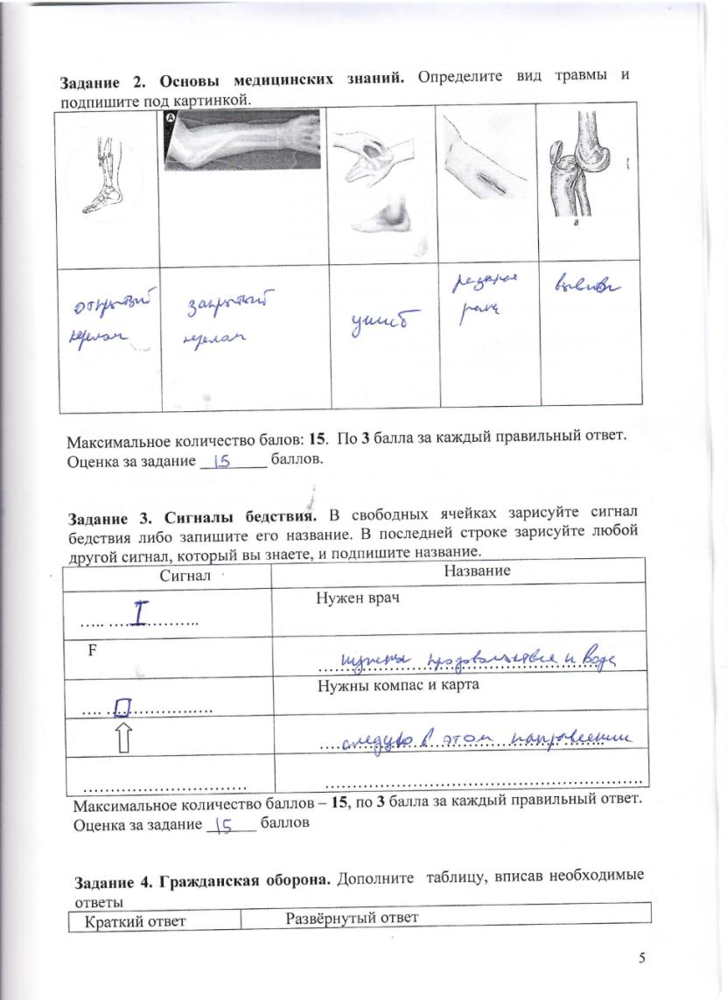 Задание 2. Основы медицинских знаний. Определите вид травмы и
подпишите под картинкой.
А
а
открытый
перелом
закрытый
перелом
ушиб
резаная
рана
вывих
Максимальное количество балов: 15. По 3 балла за каждый правильный ответ.
Оценка за задание 15 баллов.
Задание 3. Сигналы бедствия. В свободных ячейках зарисуйте сигнал
бедствия либо запишите его название. В последней строке зарисуйте любой
другой сигнал, который вы знаете, и подпишите название.
Сигнал Название
I Нужен врач
F нужны продовольствие и вода
Нужны компас и карта
следую в этом направлении
Максимальное количество баллов – 15, по 3 балла за каждый правильный ответ.
Оценка за задание 15 баллов
Задание 4. Гражданская оборона. Дополните таблицу, вписав необходимые
ответы
Краткий ответ Развёрнутый ответ
5